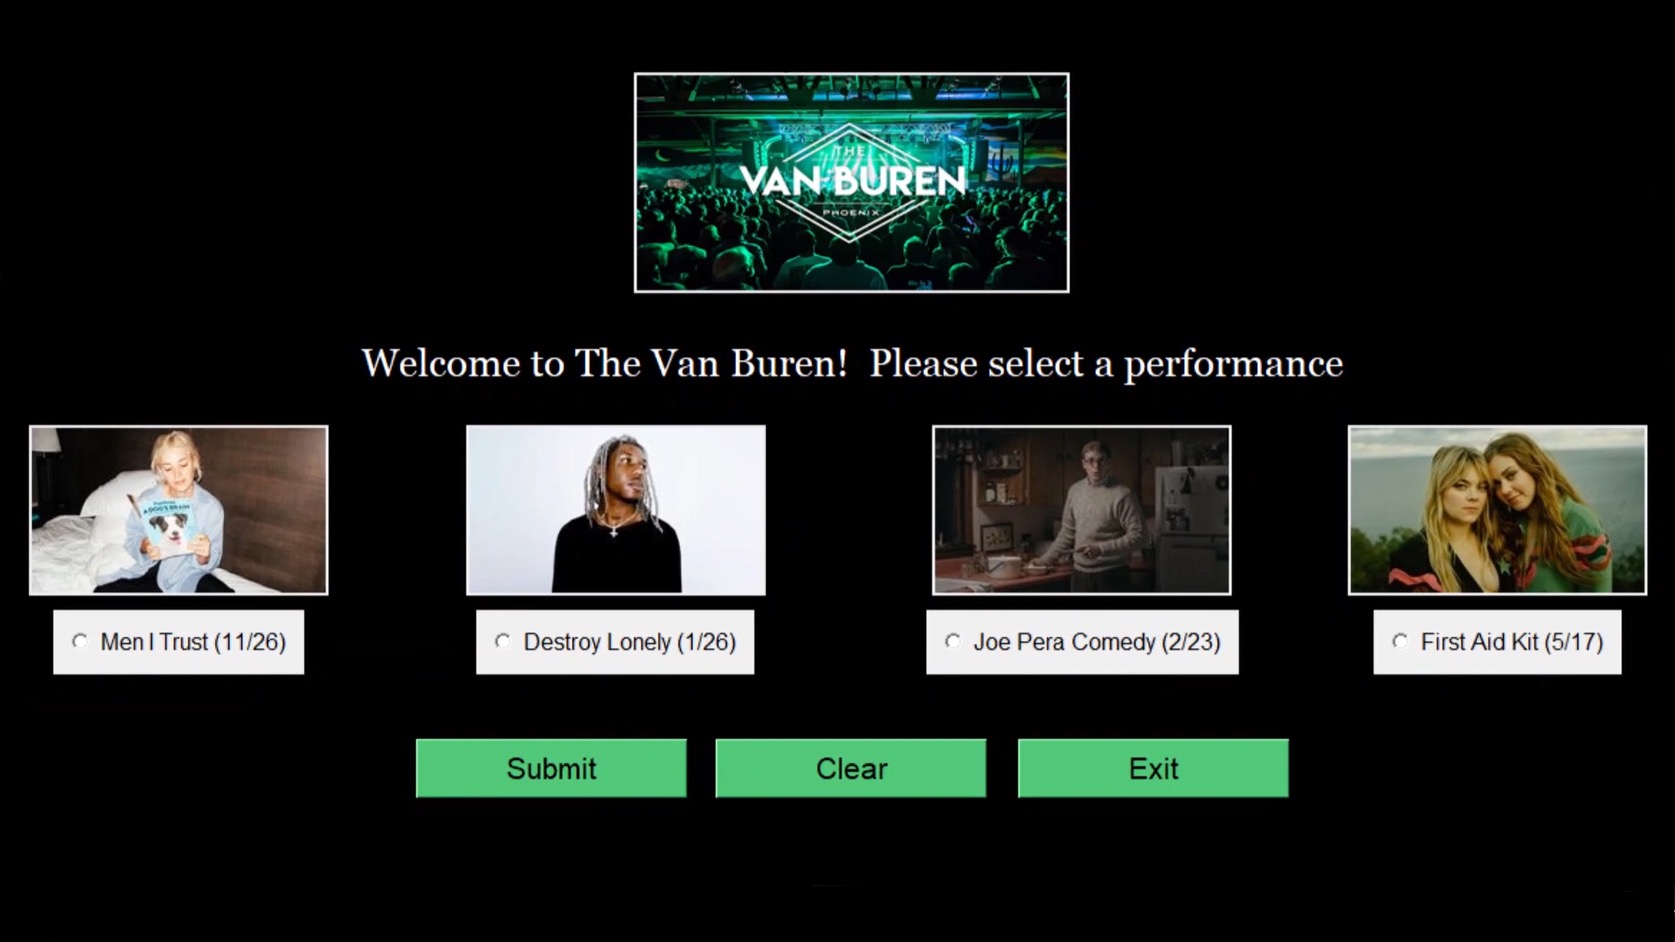 THE
VAN BUREN
PHOENIX
Welcome to The Van Buren!  Please select a performance
A DOG'S BRAIN
Men I Trust (11/26)
Destroy Lonely (1/26)
Joe Pera Comedy (2/23)
First Aid Kit (5/17)
Submit
Clear
Exit